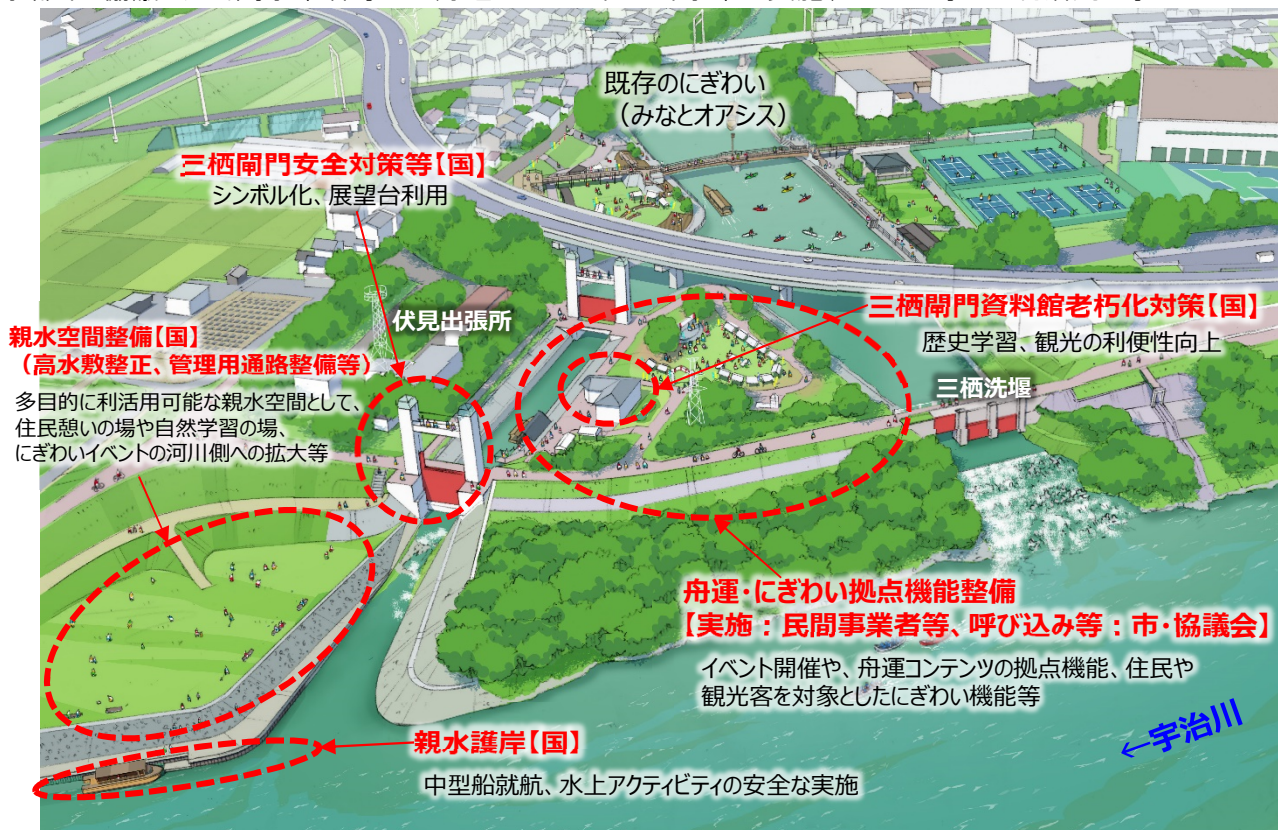 既存のにぎわい
（みなとオアシス）
三栖閘門安全対策等【国】
シンボル化、展望台利用
伏見出張所
三栖閘門資料館老朽化対策【国】
歴史学習、観光の利便性向上
三栖洗堰
親水空間整備【国】
（高水敷整正、管理用通路整備等）
多目的に利活用可能な親水空間として、
住民憩いの場や自然学習の場、
にぎわいイベントの河川側への拡大等
舟運・にぎわい拠点機能整備
【実施：民間事業者等、呼び込み等：市・協議会】
イベント開催や、舟運コンテンツの拠点機能、住民や
観光客を対象としたにぎわい機能等
←宇治川
親水護岸【国】
中型船就航、水上アクティビティの安全な実施